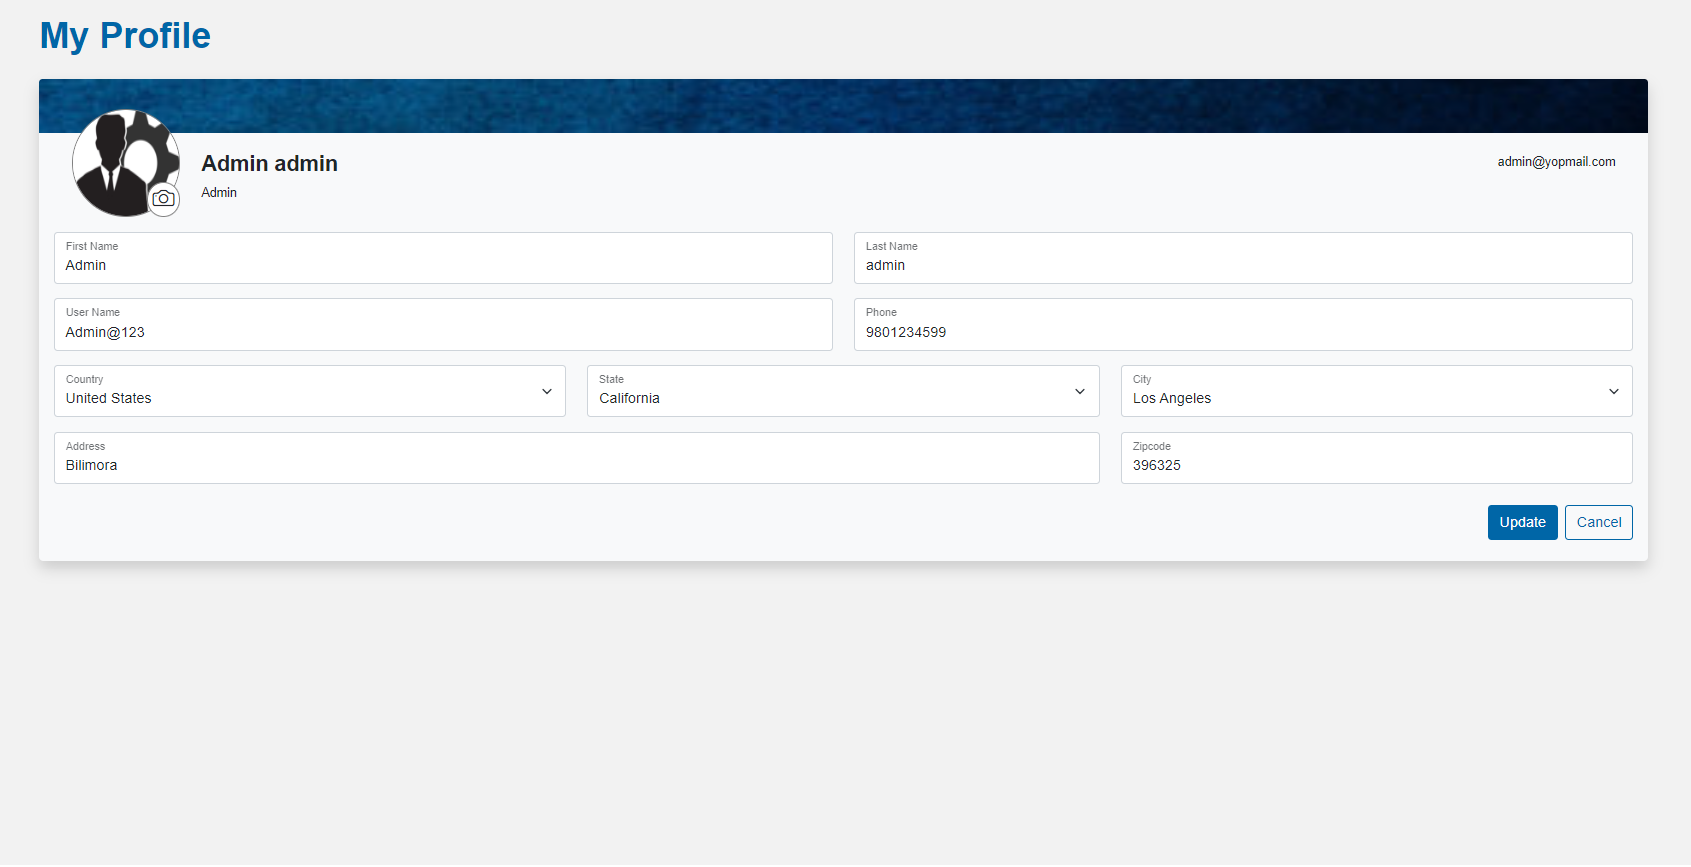 My Profile
Admin admin
admin@yopmail.com
Admin
First Name
Admin
Last Name
admin
User Name
Admin@123
Phone
9801234599
Country
United States
State
California
City
Los Angeles
Address
Bilimora
Zipcode
396325
Update
Cancel